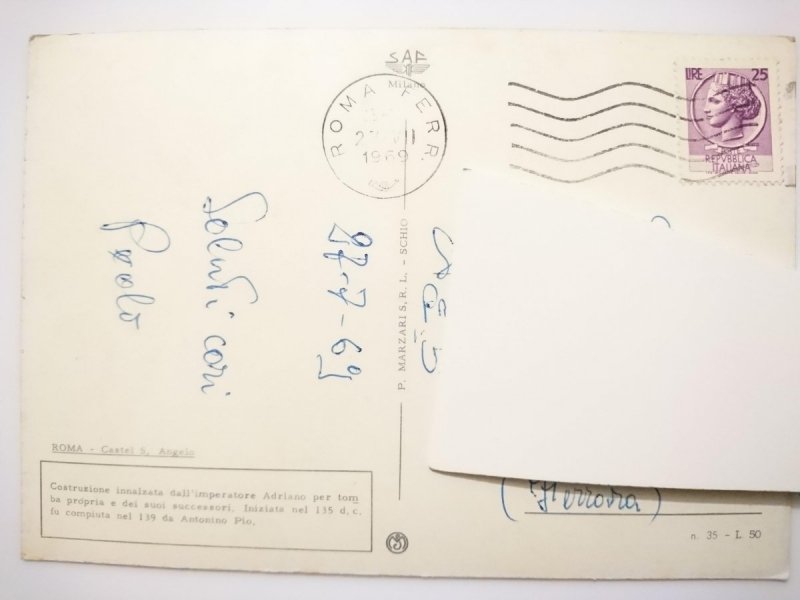 SAF
Milano
ROMA FERR.
1969
LIRE 25
REPVBBLICA
ITALIANA
27-7-69
Saluti cari
Paolo
P. MARZARI S.R.L. - SCHIO
ROMA - Castel S. Angelo
Costruzione innalzata dall'imperatore Adriano per tom
ba propria e dei suoi successori. Iniziata nel 135 d.c.
fu compiuta nel 139 da Antonino Pio.
n. 35 - L 50